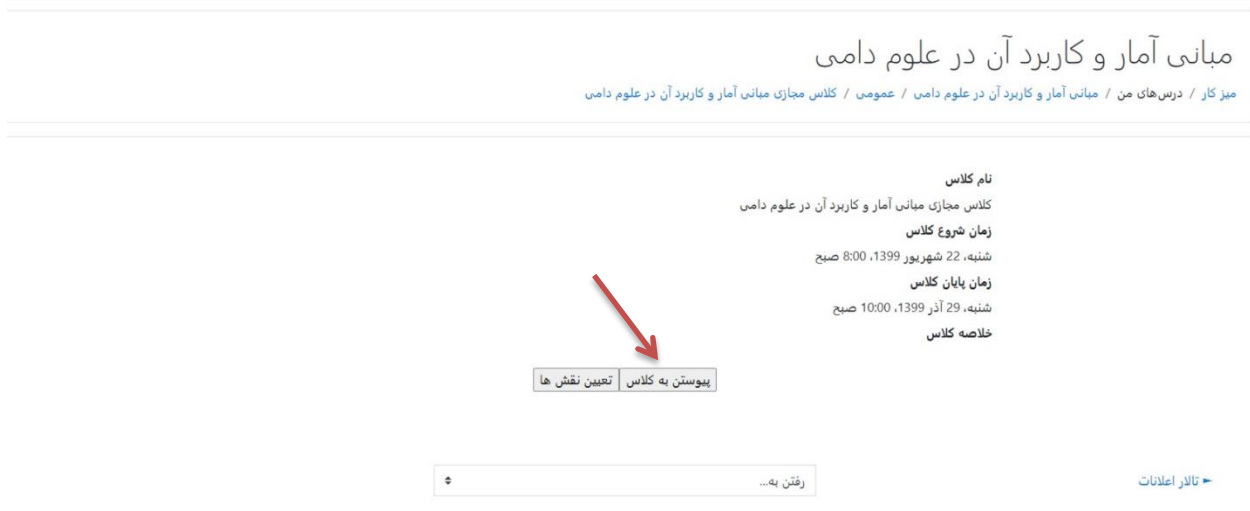 مبانی آمار و کاربرد آن در علوم دامی
میز کار / درس‌های من / مبانی آمار و کاربرد آن در علوم دامی / عمومی / کلاس مجازی مبانی آمار و کاربرد آن در علوم دامی
نام کلاس
کلاس مجازی مبانی آمار و کاربرد آن در علوم دامی
زمان شروع کلاس
شنبه، 22 شهریور 1399، 8:00 صبح
زمان پایان کلاس
شنبه، 29 آذر 1399، 10:00 صبح
خلاصه کلاس
پیوستن به کلاس تعیین نقش ها
◄ تالار اعلانات رفتن به...